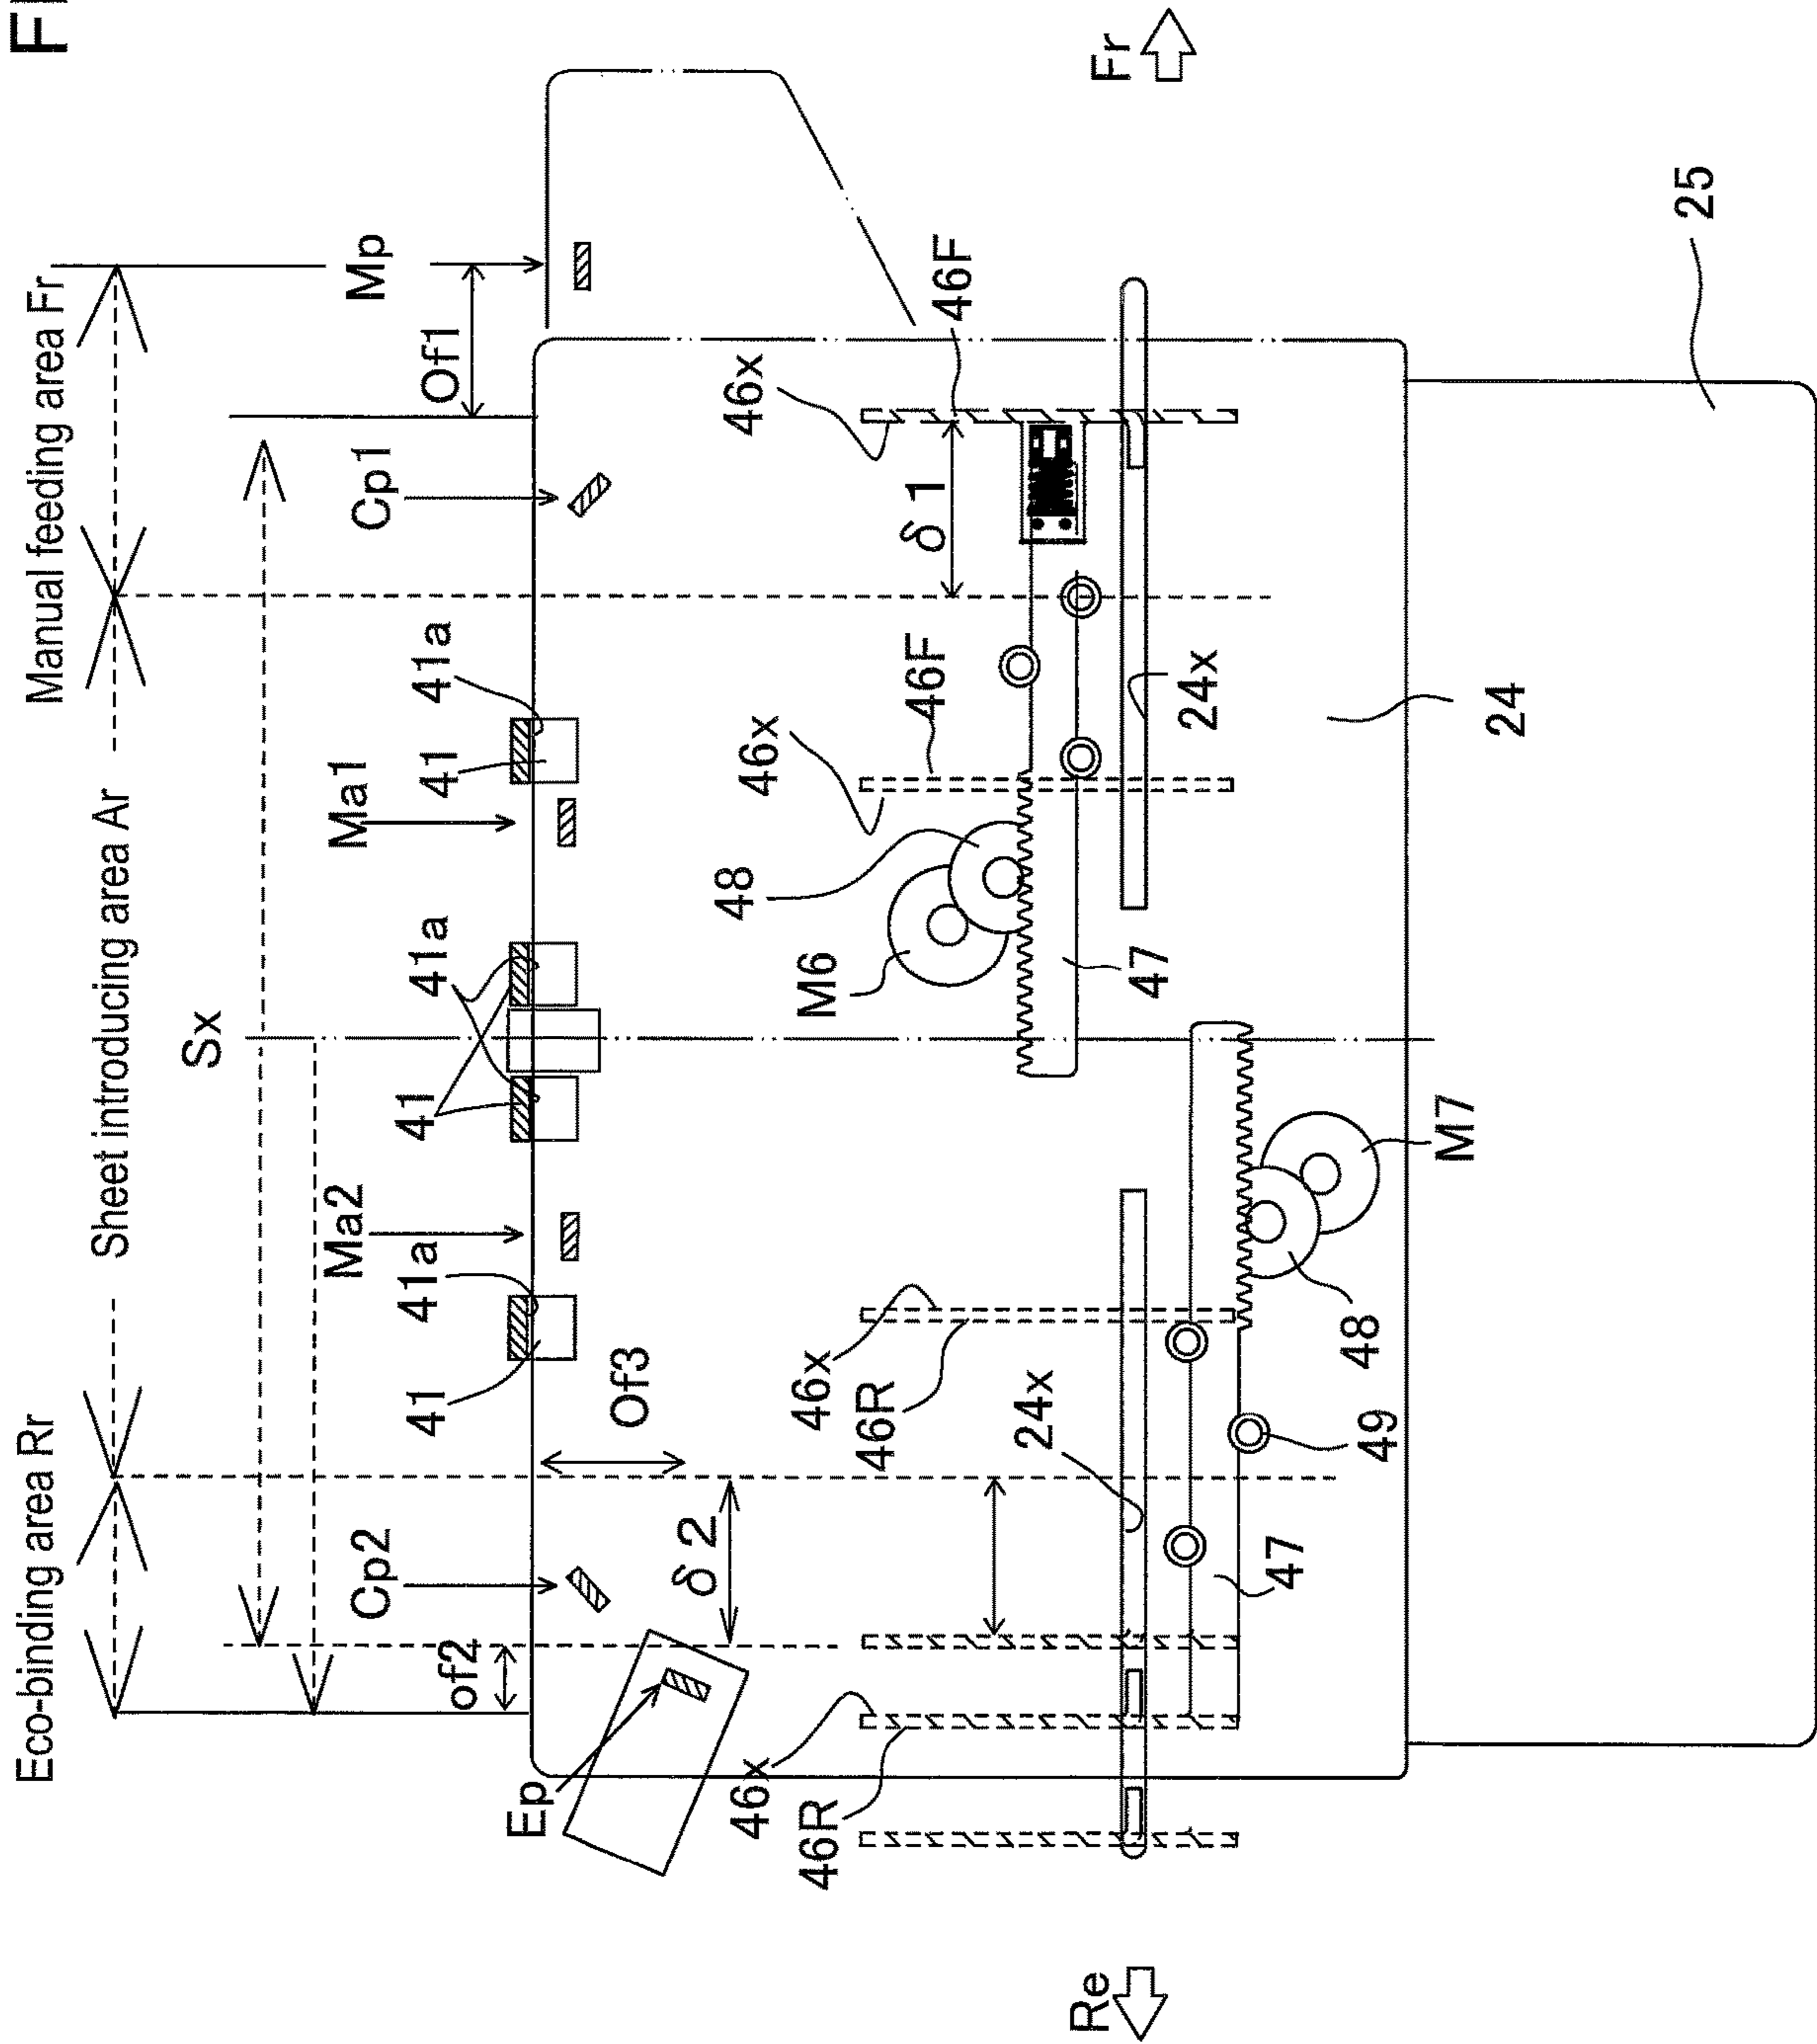 Manual feeding area Fr
Sheet introducing area Ar
Eco-binding area Rr
Sx
Mp
Of1
Cp1
Ma1
Ma2
Cp2
of2
Ep
41a
41
41a
41
41a
41
Of3
δ1
δ2
46F
46x
46F
46x
48
M6
47
24x
24
25
Fr
46x
46R
24x
46x
46R
47
49
48
M7
Re